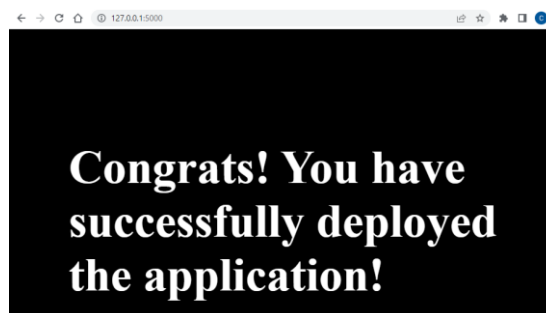 127.0.0.1:5000
C
Congrats! You have
successfully deployed
the application!